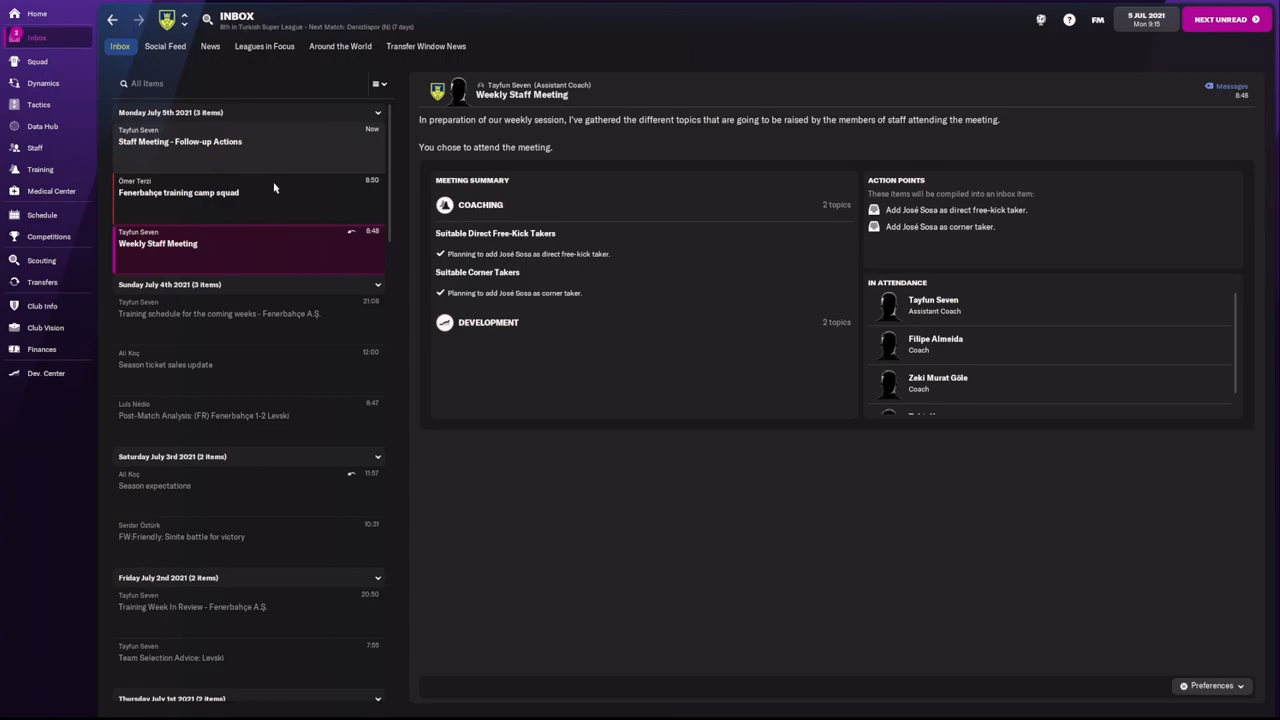 Home
INBOX
8th in Turkish Super League - Next Match: Denizlispor (N) (7 days)
FM
5 JUL 2021
Mon 9:15
NEXT UNREAD
2
Inbox
Squad
Dynamics
Tactics
Data Hub
Staff
Training
Medical Center
Schedule
Competitions
Scouting
Transfers
Club Info
Club Vision
Finances
Dev. Center
Inbox
Social Feed
News
Leagues in Focus
Around the World
Transfer Window News
All Items
Monday July 5th 2021 (3 items)
Tayfun Seven
Now
Staff Meeting - Follow-up Actions
Ömer Terzi
8:50
Fenerbahçe training camp squad
Tayfun Seven
8:48
Weekly Staff Meeting
Sunday July 4th 2021 (3 items)
Tayfun Seven
21:08
Training schedule for the coming weeks - Fenerbahçe A.Ş.
Ali Koç
12:00
Season ticket sales update
Luís Nédio
8:47
Post-Match Analysis: (FR) Fenerbahçe 1-2 Levski
Saturday July 3rd 2021 (2 items)
Ali Koç
11:57
Season expectations
Serdar Öztürk
10:31
FW:Friendly: Sinite battle for victory
Friday July 2nd 2021 (2 items)
Tayfun Seven
20:50
Training Week In Review - Fenerbahçe A.Ş.
Tayfun Seven
7:55
Team Selection Advice: Levski
Thursday July 1st 2021 (2 items)
Tayfun Seven (Assistant Coach)
Weekly Staff Meeting
Messages
8:48
In preparation of our weekly session, I've gathered the different topics that are going to be raised by the members of staff attending the meeting.
You chose to attend the meeting.
MEETING SUMMARY
COACHING
2 topics
Suitable Direct Free-Kick Takers
Planning to add José Sosa as direct free-kick taker.
Suitable Corner Takers
Planning to add José Sosa as corner taker.
DEVELOPMENT
2 topics
ACTION POINTS
These items will be compiled into an inbox item:
Add José Sosa as direct free-kick taker.
Add José Sosa as corner taker.
IN ATTENDANCE
Tayfun Seven
Assistant Coach
Filipe Almeida
Coach
Zeki Murat Göle
Coach
Preferences